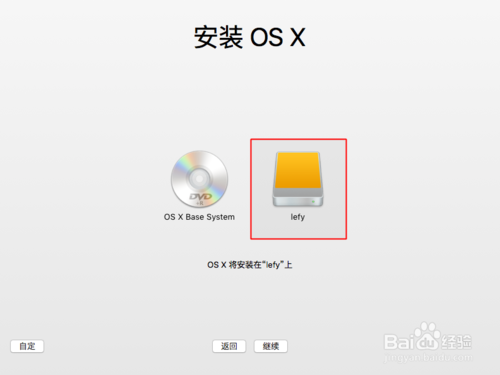 安装 OS X
DVD
OS X Base System
lefy
OS X 将安装在“lefy”上
自定
返回
继续
Baidu 经验
jingyan.baidu.com